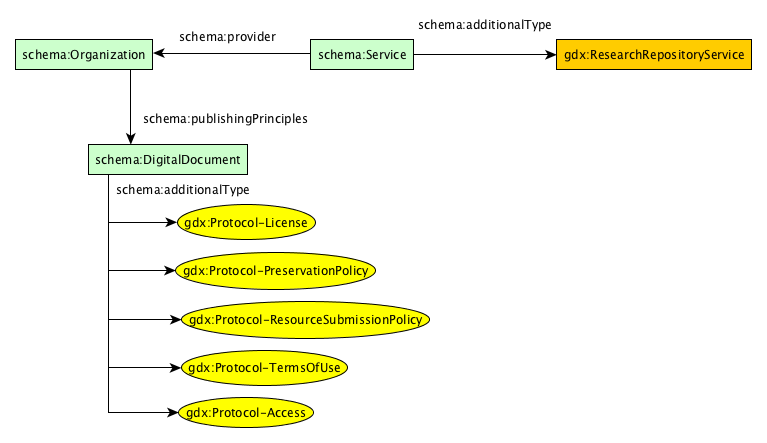 schema:additionalType
schema:provider
schema:Organization
schema:Service
gdx:ResearchRepositoryService
schema:publishingPrinciples
schema:DigitalDocument
schema:additionalType
gdx:Protocol-License
gdx:Protocol-PreservationPolicy
gdx:Protocol-ResourceSubmissionPolicy
gdx:Protocol-TermsOfUse
gdx:Protocol-Access